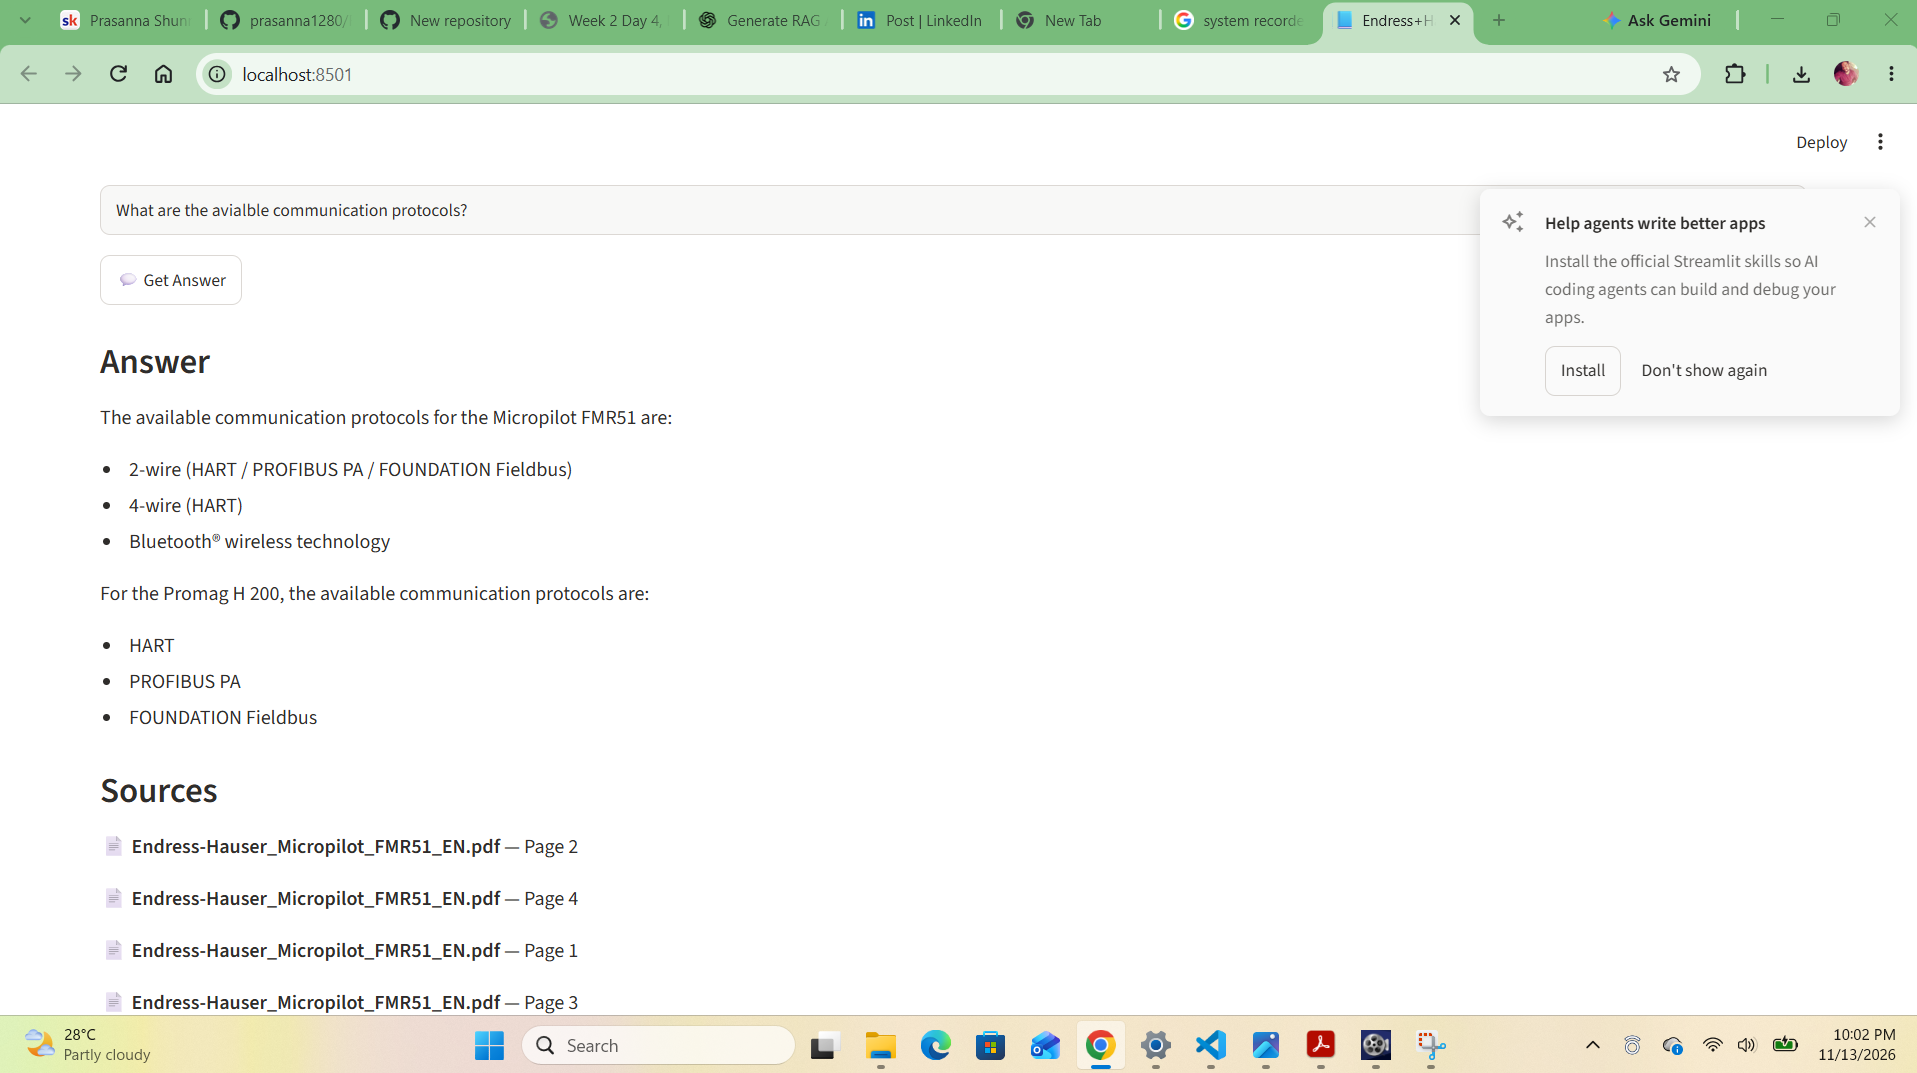 sk Prasanna Shun
prasanna1280/
New repository
Week 2 Day 4,
Generate RAG
Post | LinkedIn
New Tab
system recorde
Endress+H
Ask Gemini
localhost:8501
Deploy
What are the avialble communication protocols?
Get Answer
Help agents write better apps
Install the official Streamlit skills so AI
coding agents can build and debug your
apps.
Install Don't show again
Answer
The available communication protocols for the Micropilot FMR51 are:
• 2-wire (HART / PROFIBUS PA / FOUNDATION Fieldbus)
• 4-wire (HART)
• Bluetooth® wireless technology
For the Promag H 200, the available communication protocols are:
• HART
• PROFIBUS PA
• FOUNDATION Fieldbus
Sources
Endress-Hauser_Micropilot_FMR51_EN.pdf — Page 2
Endress-Hauser_Micropilot_FMR51_EN.pdf — Page 4
Endress-Hauser_Micropilot_FMR51_EN.pdf — Page 1
Endress-Hauser_Micropilot_FMR51_EN.pdf — Page 3
28°C
Partly cloudy
Search
10:02 PM
11/13/2026